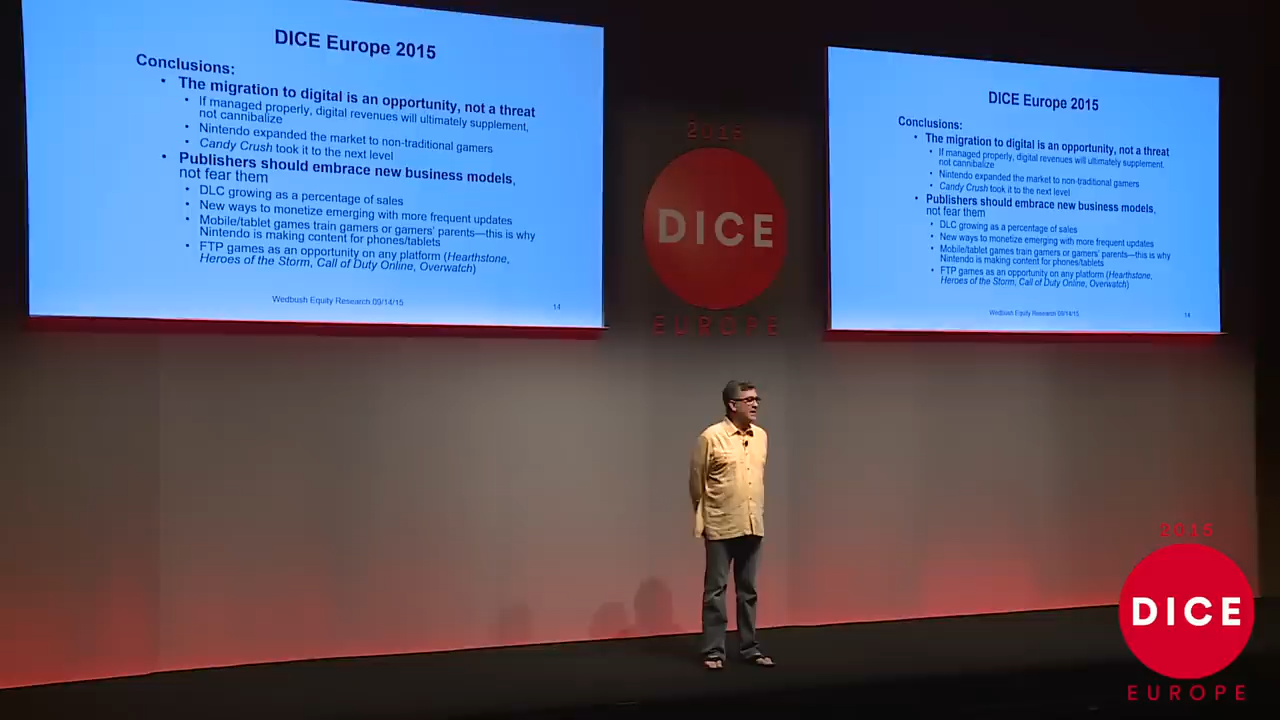 DICE Europe 2015
Conclusions:
• The migration to digital is an opportunity, not a threat
• If managed properly, digital revenues will ultimately supplement,
not cannibalize
• Nintendo expanded the market to non-traditional gamers
• Candy Crush took it to the next level
• Publishers should embrace new business models,
not fear them
• DLC growing as a percentage of sales
• New ways to monetize emerging with more frequent updates
• Mobile/tablet games train gamers or gamers' parents—this is why
Nintendo is making content for phones/tablets
• FTP games as an opportunity on any platform (Hearthstone,
Heroes of the Storm, Call of Duty Online, Overwatch)
Wedbush Equity Research 09/14/15
14
2015
DICE
EUROPE
DICE Europe 2015
Conclusions:
• The migration to digital is an opportunity, not a threat
• If managed properly, digital revenues will ultimately supplement,
not cannibalize
• Nintendo expanded the market to non-traditional gamers
• Candy Crush took it to the next level
• Publishers should embrace new business models,
not fear them
• DLC growing as a percentage of sales
• New ways to monetize emerging with more frequent updates
• Mobile/tablet games train gamers or gamers' parents—this is why
Nintendo is making content for phones/tablets
• FTP games as an opportunity on any platform (Hearthstone,
Heroes of the Storm, Call of Duty Online, Overwatch)
Wedbush Equity Research 09/14/15
14
2015
DICE
EUROPE